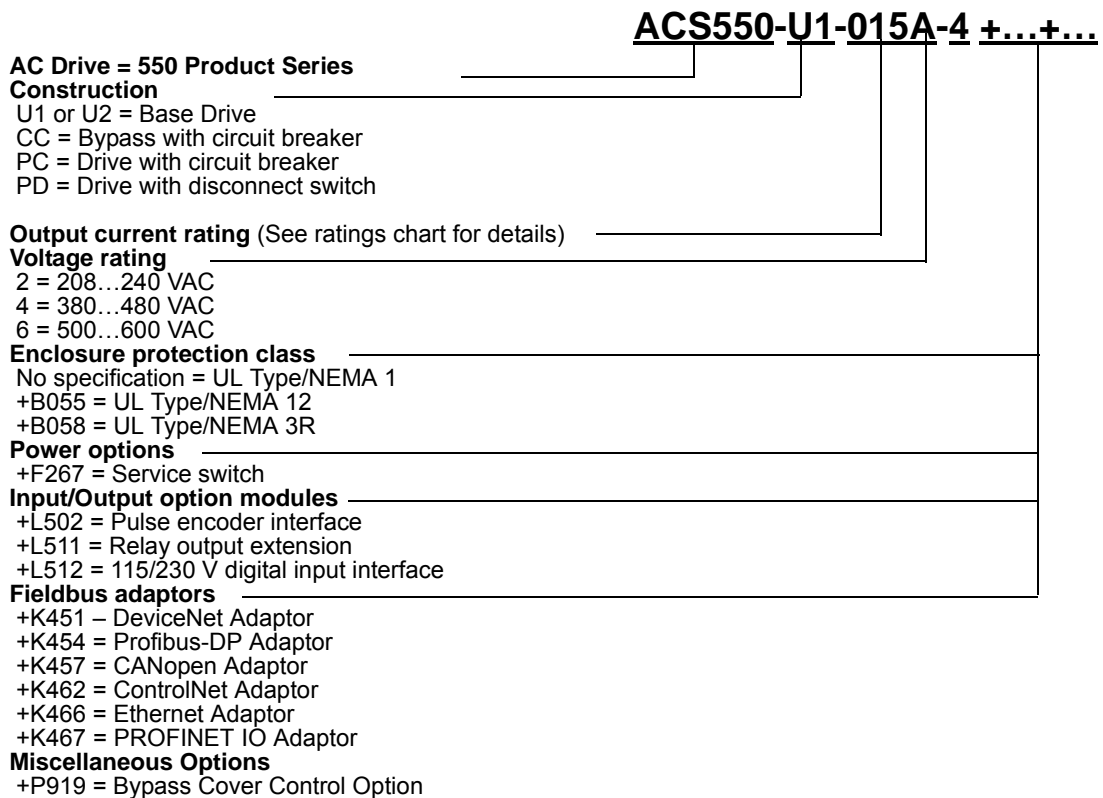 ACS550-U1-015A-4 +…+…
AC Drive = 550 Product Series
Construction
U1 or U2 = Base Drive
CC = Bypass with circuit breaker
PC = Drive with circuit breaker
PD = Drive with disconnect switch
Output current rating (See ratings chart for details)
Voltage rating
2 = 208…240 VAC
4 = 380…480 VAC
6 = 500…600 VAC
Enclosure protection class
No specification = UL Type/NEMA 1
+B055 = UL Type/NEMA 12
+B058 = UL Type/NEMA 3R
Power options
+F267 = Service switch
Input/Output option modules
+L502 = Pulse encoder interface
+L511 = Relay output extension
+L512 = 115/230 V digital input interface
Fieldbus adaptors
+K451 – DeviceNet Adaptor
+K454 = Profibus-DP Adaptor
+K457 = CANopen Adaptor
+K462 = ControlNet Adaptor
+K466 = Ethernet Adaptor
+K467 = PROFINET IO Adaptor
Miscellaneous Options
+P919 = Bypass Cover Control Option